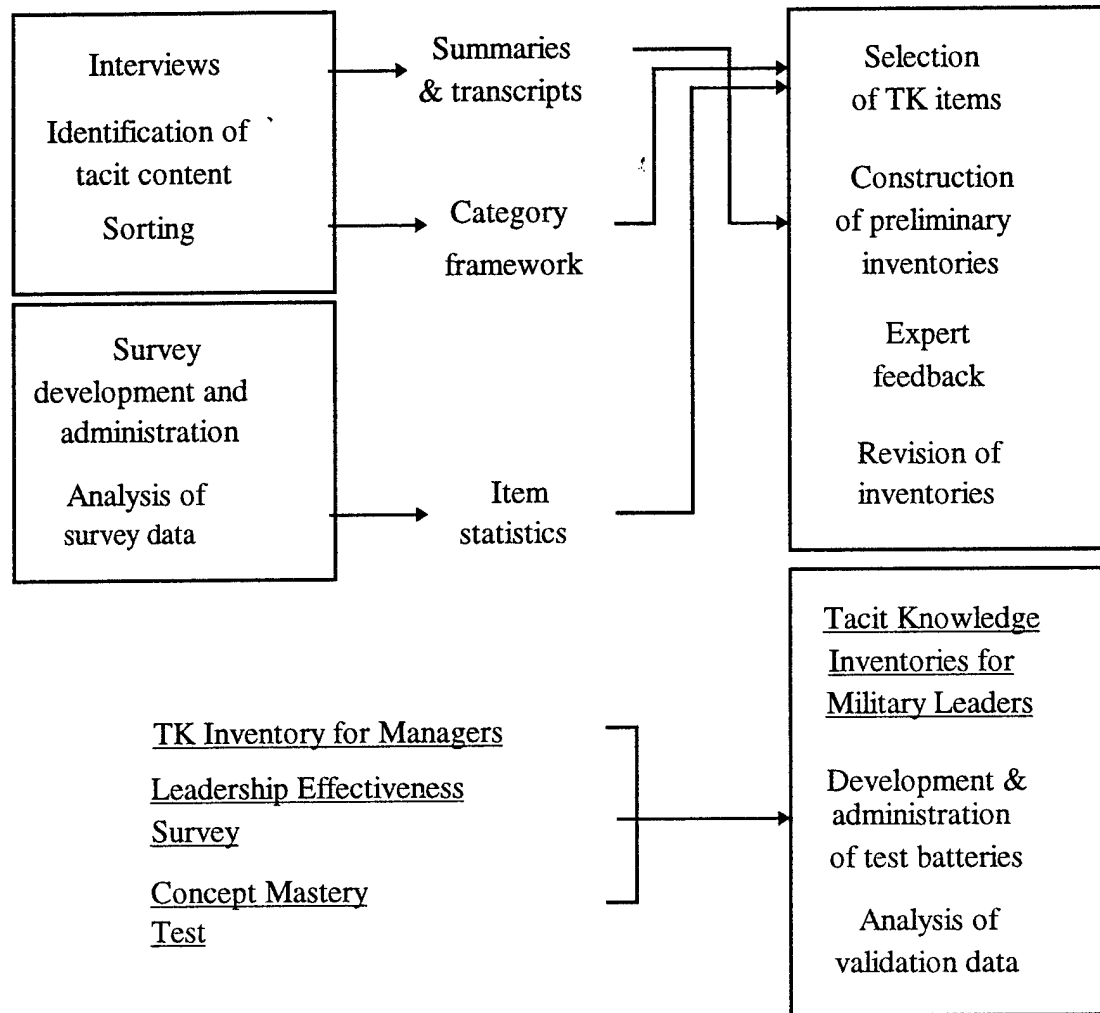 Interviews
Identification of
tacit content
Sorting
Summaries
& transcripts
Category
framework
Survey
development and
administration
Analysis of
survey data
Item
statistics
Selection
of TK items
Construction
of preliminary
inventories
Expert
feedback
Revision of
inventories
TK Inventory for Managers
Leadership Effectiveness
Survey
Concept Mastery
Test
Tacit Knowledge
Inventories for
Military Leaders
Development &
administration
of test batteries
Analysis of
validation data